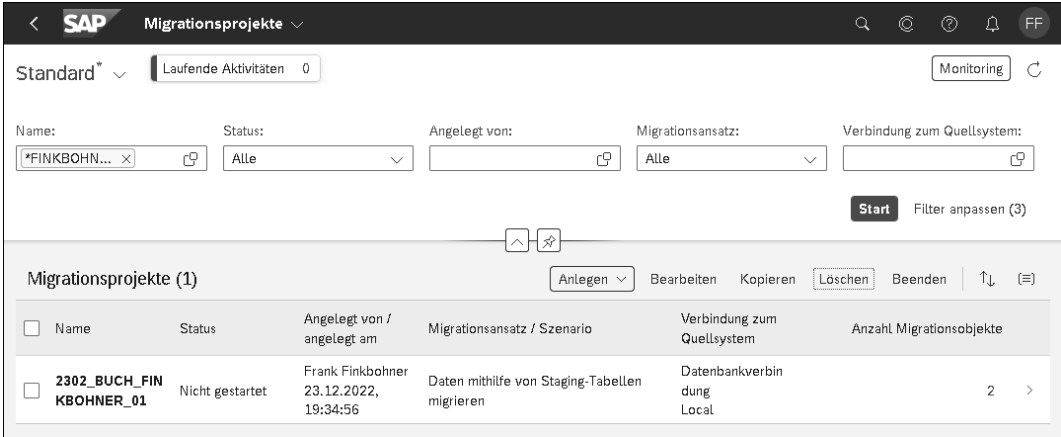 SAP Migrationsprojekte FF
Standard* Laufende Aktivitäten 0 Monitoring
Name: Status: Angelegt von: Migrationsansatz: Verbindung zum Quellsystem:
*FINKBOHN... × Alle Alle
Start Filter anpassen (3)
Migrationsprojekte (1) Anlegen Bearbeiten Kopieren Löschen Beenden
Name Status Angelegt von / angelegt am Migrationsansatz / Szenario Verbindung zum Quellsystem Anzahl Migrationsobjekte
2302_BUCH_FIN
KBOHNER_01
Nicht gestartet
Frank Finkbohner
23.12.2022,
19:34:56
Daten mithilfe von Staging-Tabellen
migrieren
Datenbankverbin
dung
Local
2